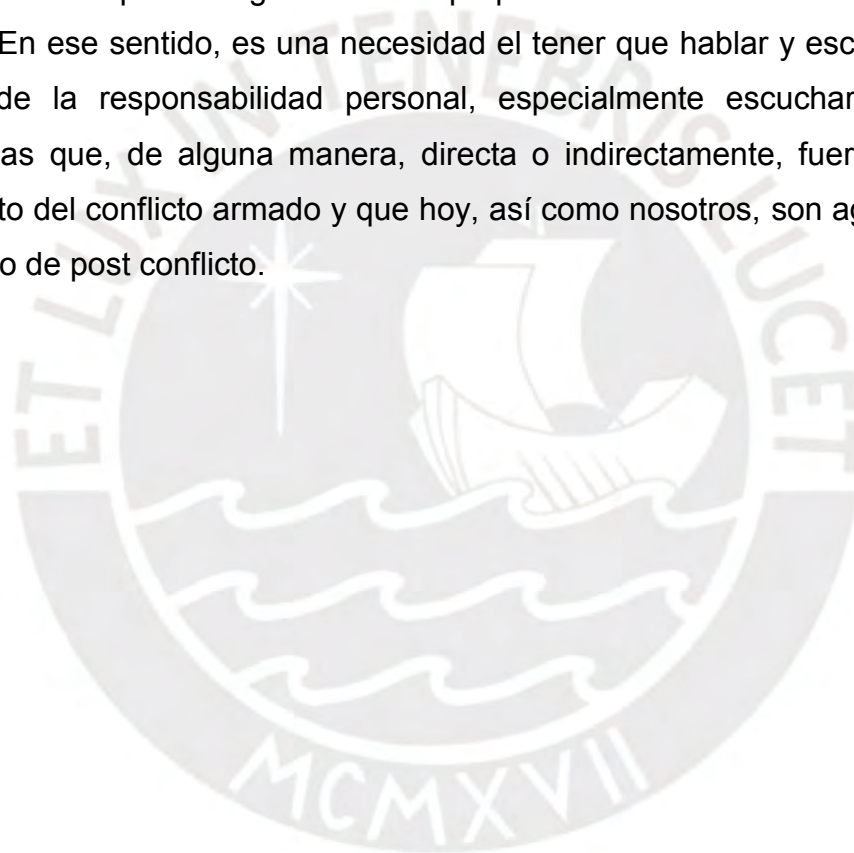 En ese sentido, es una necesidad el tener que hablar y esc
de la responsabilidad personal, especialmente escuchar
as que, de alguna manera, directa o indirectamente, fuer
to del conflicto armado y que hoy, así como nosotros, son ag
o de post conflicto.
ET LUX IN TENEBRIS LUCET
MCMXVII